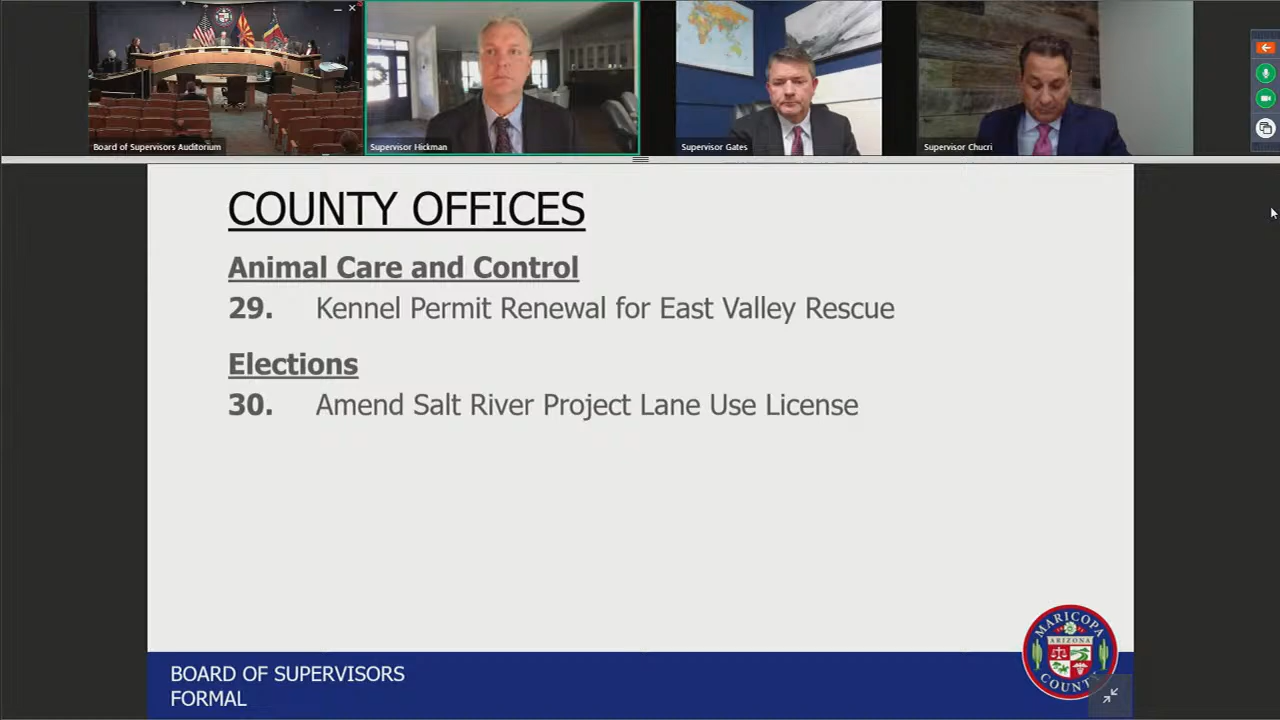 Board of Supervisors Auditorium
Supervisor Hickman
Supervisor Gates
Supervisor Chucri
COUNTY OFFICES
Animal Care and Control
29. Kennel Permit Renewal for East Valley Rescue
Elections
30. Amend Salt River Project Lane Use License
BOARD OF SUPERVISORS
FORMAL
MARICOPA
ARIZONA
COUNTY